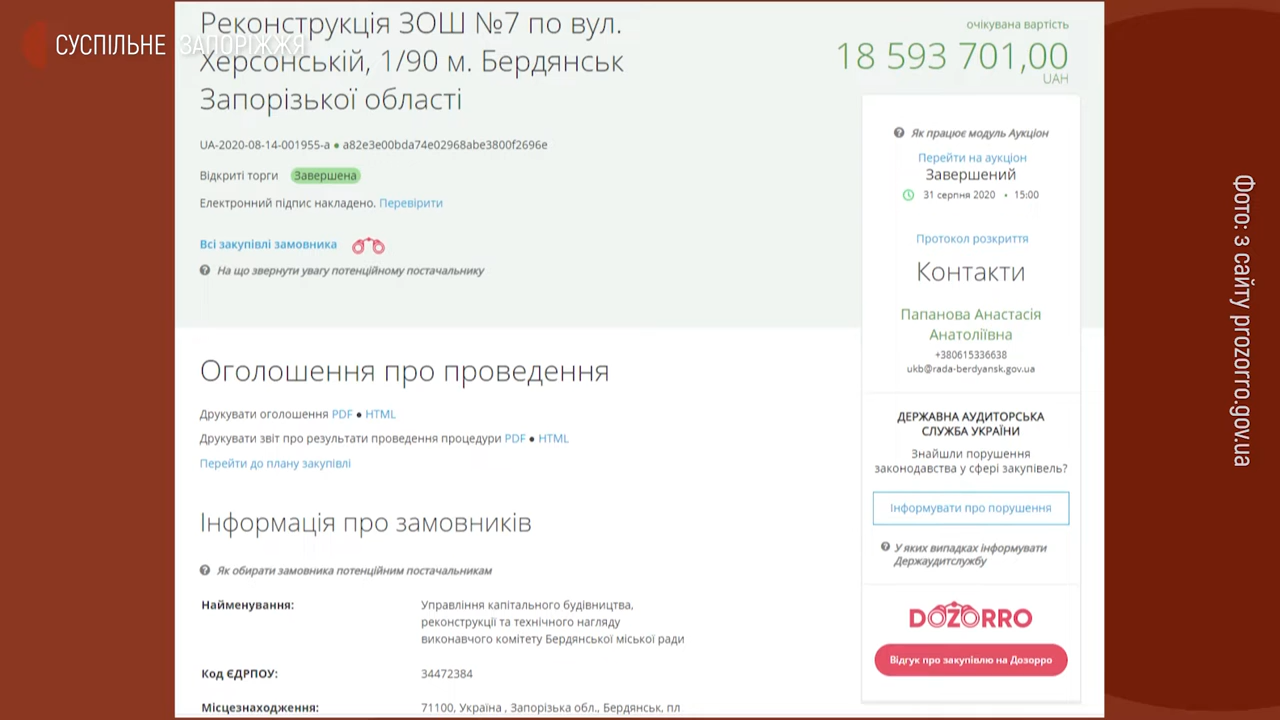 СУСПІЛЬНЕ ЗАПОРІЖЖЯ
Реконструкція ЗОШ №7 по вул.
Херсонській, 1/90 м. Бердянськ
Запорізької області
UA-2020-08-14-001955-a ● a82e3e00bda74e02968abe3800f2696e
Відкриті торги Завершена
Електронний підпис накладено. Перевірити
Всі закупівлі замовника
На що звернути увагу потенційному постачальнику
очікувана вартість
18 593 701,00
UAH
Як працює модуль Аукціон
Перейти на аукціон
Завершений
31 серпня 2020 • 15:00
Протокол розкриття
Контакти
Папанова Анастасія
Анатоліївна
+380615336638
ukb@rada-berdyansk.gov.ua
ДЕРЖАВНА АУДИТОРСЬКА
СЛУЖБА УКРАЇНИ
Знайшли порушення
законодавства у сфері закупівель?
Інформувати про порушення
У яких випадках інформувати
Держаудитслужбу
DOZORRO
Відгук про закупівлю на Дозорро
Оголошення про проведення
Друкувати оголошення PDF ● HTML
Друкувати звіт про результати проведення процедури PDF ● HTML
Перейти до плану закупівлі
Інформація про замовників
Як обирати замовника потенційним постачальникам
Найменування: Управління капітального будівництва,
реконструкції та технічного нагляду
виконавчого комітету Бердянської міської ради
Код ЄДРПОУ: 34472384
Місцезнаходження: 71100, Україна , Запорізька обл., Бердянськ, пл
Фото: з сайту prozorro.gov.ua